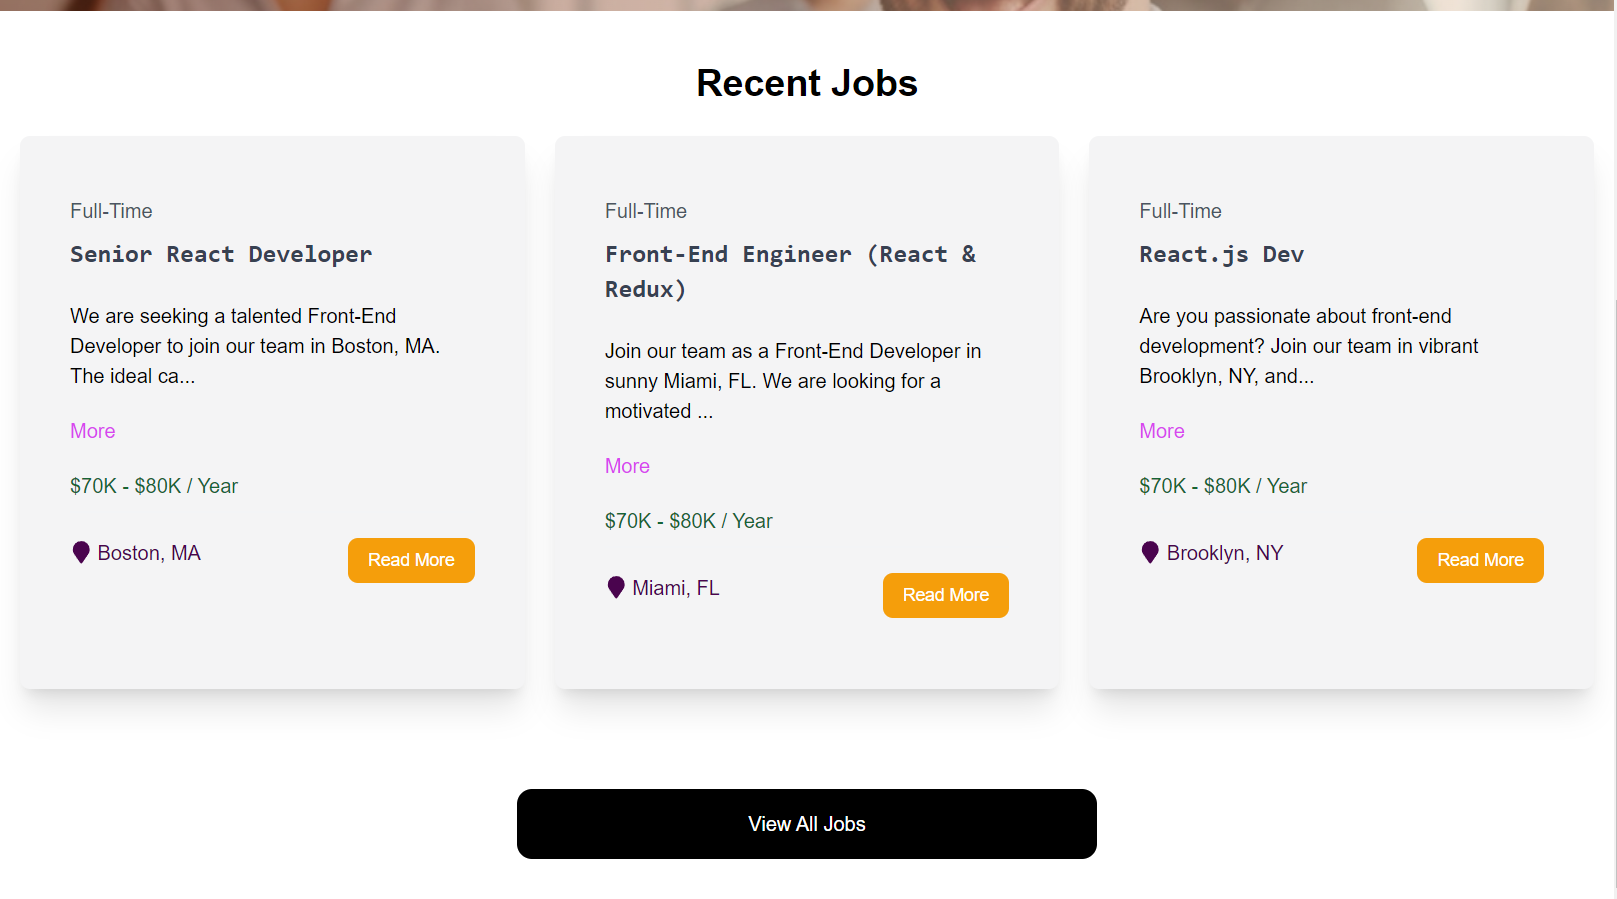 Recent Jobs
Full-Time
Senior React Developer
We are seeking a talented Front-End
Developer to join our team in Boston, MA.
The ideal ca...
More
$70K - $80K / Year
Boston, MA
Read More
Full-Time
Front-End Engineer (React &
Redux)
Join our team as a Front-End Developer in
sunny Miami, FL. We are looking for a
motivated ...
More
$70K - $80K / Year
Miami, FL
Read More
Full-Time
React.js Dev
Are you passionate about front-end
development? Join our team in vibrant
Brooklyn, NY, and...
More
$70K - $80K / Year
Brooklyn, NY
Read More
View All Jobs